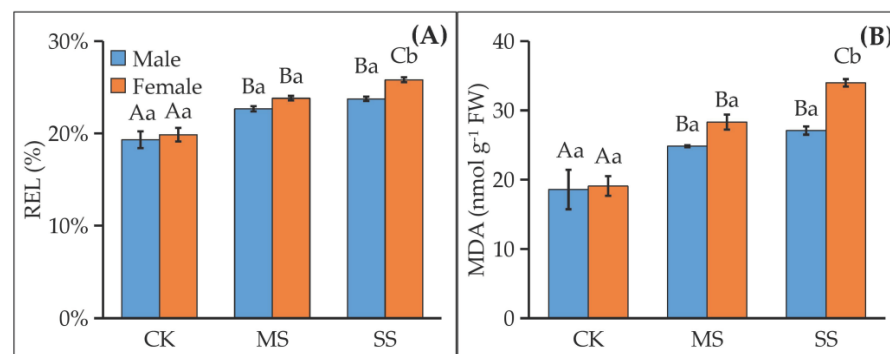 (A)
REL (%)
30%
20%
10%
0%
Male
Female
Aa Aa
Ba Ba
Ba Cb
CK MS SS
(B)
MDA (nmol g⁻¹ FW)
40
30
20
10
0
Aa Aa
Ba Ba
Ba Cb
CK MS SS